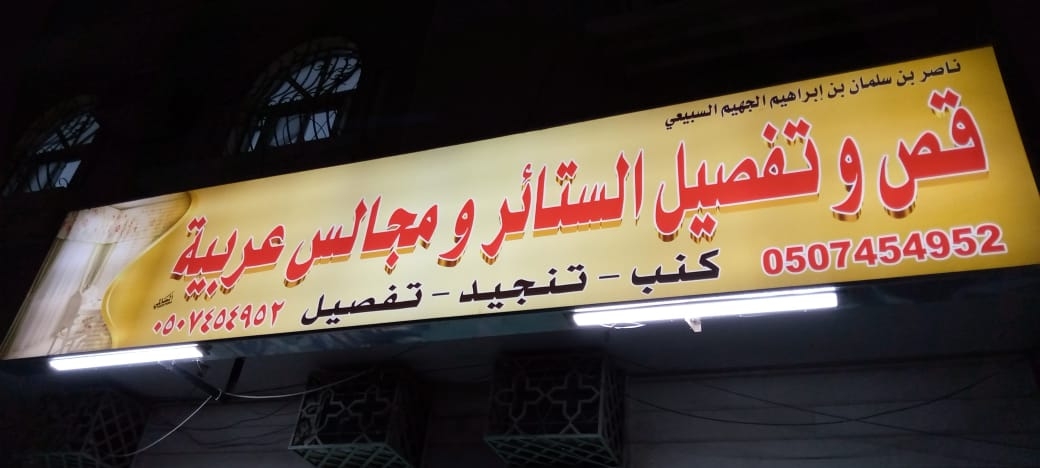 ناصر بن سلمان بن إبراهيم الجهيم السبيعي
قص و تفصيل الستائر و مجالس عربية
0507454952
كنب - تنجيد - تفصيل
٠٥٠٧٤٥٤٩٥٢